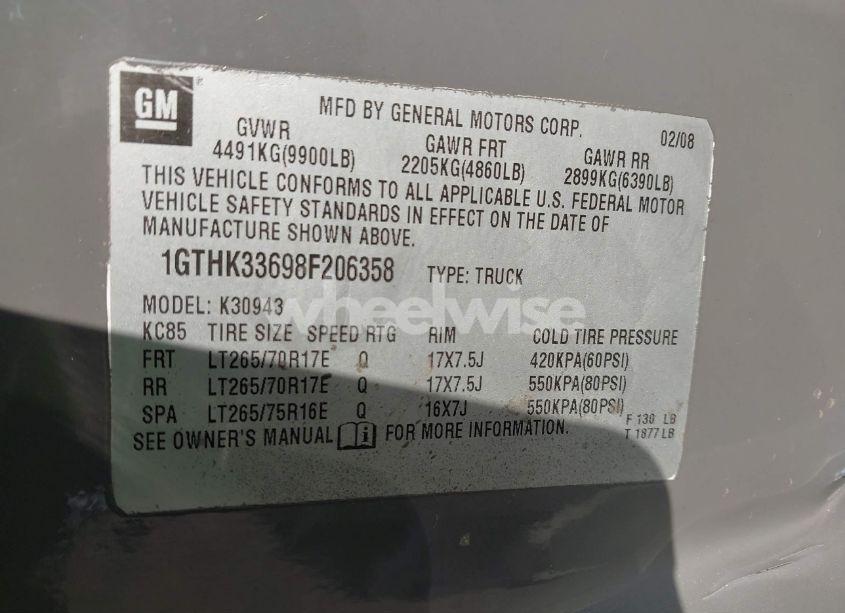 GM
MFD BY GENERAL MOTORS CORP. 02/08
GVWR GAWR FRT GAWR RR
4491KG(9900LB) 2205KG(4860LB) 2899KG(6390LB)
THIS VEHICLE CONFORMS TO ALL APPLICABLE U.S. FEDERAL MOTOR
VEHICLE SAFETY STANDARDS IN EFFECT ON THE DATE OF
MANUFACTURE SHOWN ABOVE.
1GTHK33698F206358 TYPE: TRUCK
MODEL: K30943
wheelwise
KC85 TIRE SIZE SPEED RTG RIM COLD TIRE PRESSURE
FRT LT265/70R17E Q 17X7.5J 420KPA(60PSI)
RR LT265/70R17E Q 17X7.5J 550KPA(80PSI)
SPA LT265/75R16E Q 16X7J 550KPA(80PSI)
F 130 LB
SEE OWNER'S MANUAL FOR MORE INFORMATION. T 1877 LB